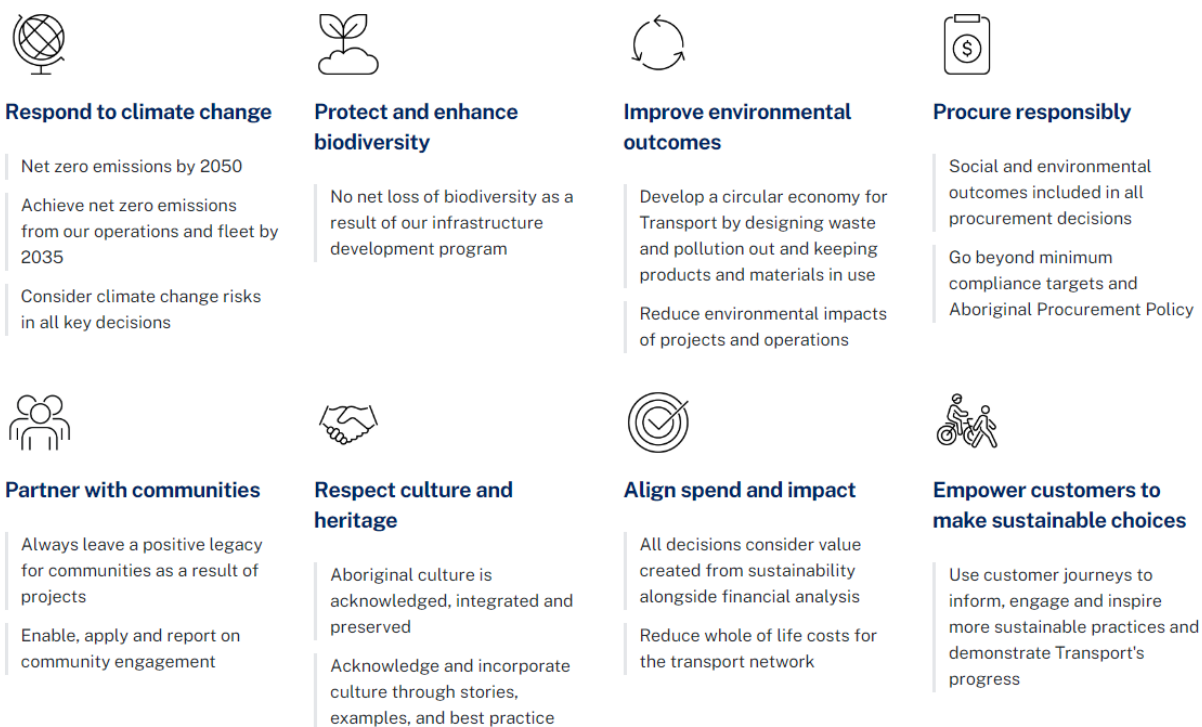 $
Respond to climate change
Net zero emissions by 2050
Achieve net zero emissions
from our operations and fleet by
2035
Consider climate change risks
in all key decisions
Protect and enhance
biodiversity
No net loss of biodiversity as a
result of our infrastructure
development program
Improve environmental
outcomes
Develop a circular economy for
Transport by designing waste
and pollution out and keeping
products and materials in use
Reduce environmental impacts
of projects and operations
Procure responsibly
Social and environmental
outcomes included in all
procurement decisions
Go beyond minimum
compliance targets and
Aboriginal Procurement Policy
Partner with communities
Always leave a positive legacy
for communities as a result of
projects
Enable, apply and report on
community engagement
Respect culture and
heritage
Aboriginal culture is
acknowledged, integrated and
preserved
Acknowledge and incorporate
culture through stories,
examples, and best practice
Align spend and impact
All decisions consider value
created from sustainability
alongside financial analysis
Reduce whole of life costs for
the transport network
Empower customers to
make sustainable choices
Use customer journeys to
inform, engage and inspire
more sustainable practices and
demonstrate Transport's
progress